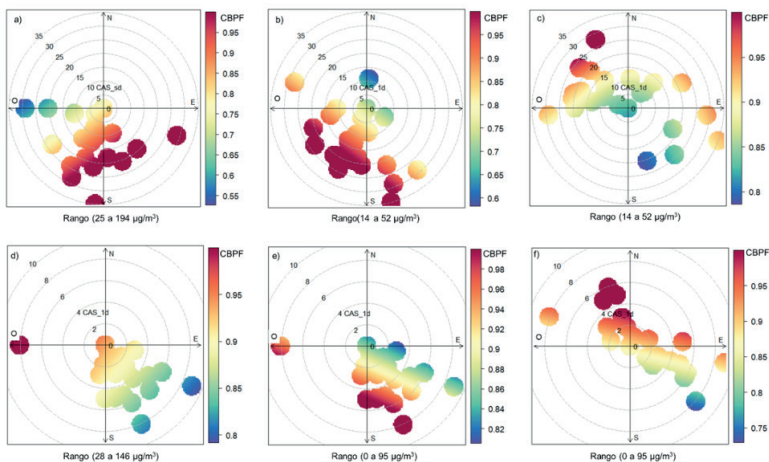 a)
N
CBPF
35
30
25
20
15
10 CAS_sd
5
O
E
S
0.95
0.9
0.85
0.8
0.75
0.7
0.65
0.6
0.55
Rango (25 a 194 µg/m³)
b)
N
CBPF
35
30
25
20
15
10 CAS_1d
5
O
E
S
1
0.9
0.8
0.7
0.6
Rango(14 a 52 µg/m³)
c)
N
CBPF
35
30
25
20
15
10 CAS_1d
5
O
E
S
1
0.95
0.9
0.85
0.8
Rango (14 a 52 µg/m³)
d)
N
CBPF
10
8
6
4 CAS_1d
2
0
O
E
S
0.95
0.9
0.85
0.8
Rango (28 a 146 µg/m³)
e)
N
CBPF
10
8
6
4 CAS_1d
2
0
O
E
S
0.98
0.96
0.94
0.92
0.9
0.88
0.86
0.84
0.82
Rango (0 a 95 µg/m³)
f)
N
CBPF
10
8
6
4 CAS_1d
2
0
O
E
S
0.95
0.9
0.85
0.8
0.75
Rango (0 a 95 µg/m³)